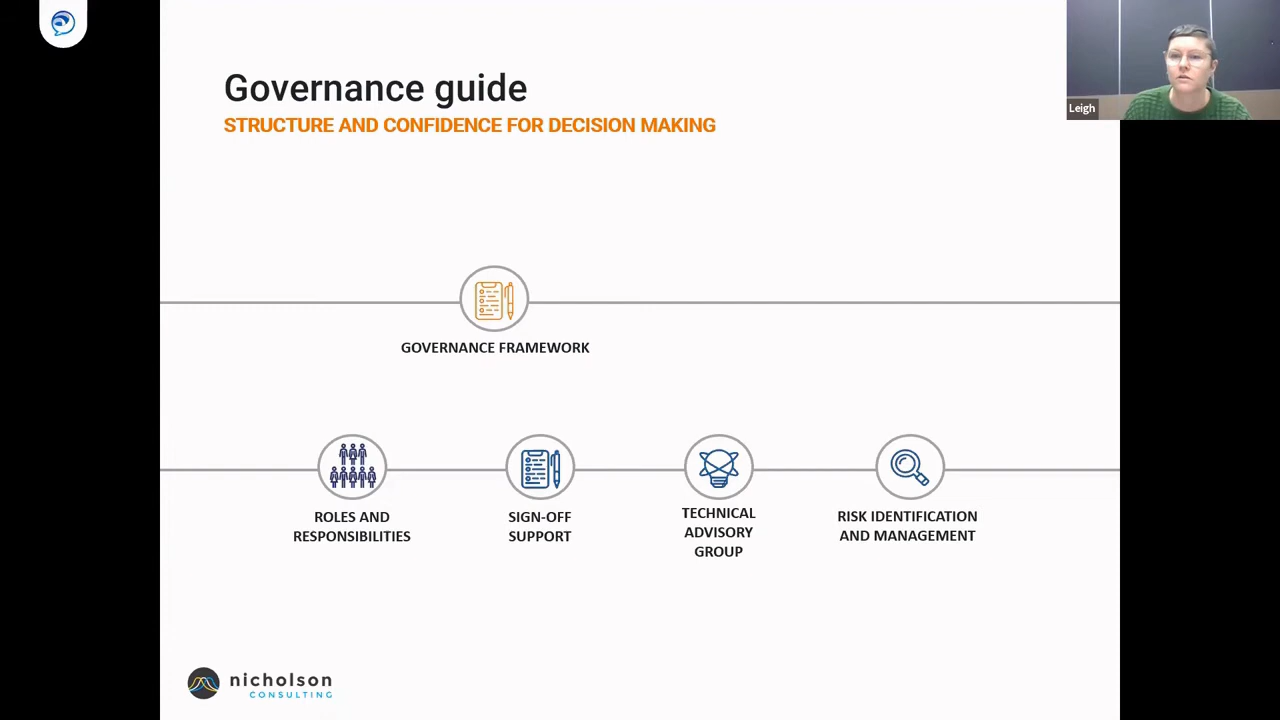 Governance guide
STRUCTURE AND CONFIDENCE FOR DECISION MAKING
Leigh
GOVERNANCE FRAMEWORK
ROLES AND
RESPONSIBILITIES
SIGN-OFF
SUPPORT
TECHNICAL
ADVISORY
GROUP
RISK IDENTIFICATION
AND MANAGEMENT
nicholson
CONSULTING